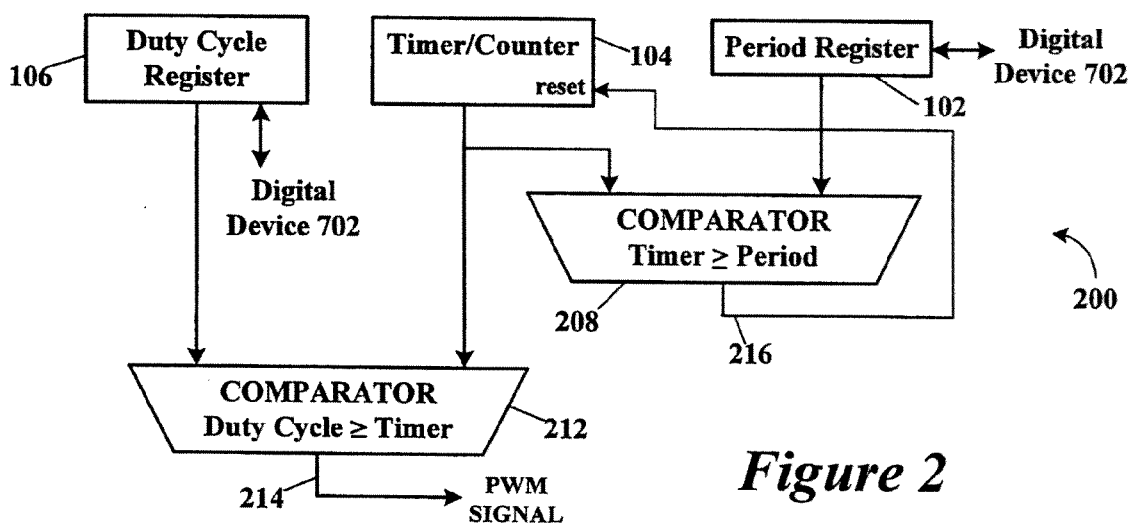 Duty Cycle
Register
106
Timer/Counter
reset
104
Period Register
102
Digital
Device 702
Digital
Device 702
COMPARATOR
Timer ≥ Period
208
216
200
COMPARATOR
Duty Cycle ≥ Timer
212
214
PWM
SIGNAL
Figure 2